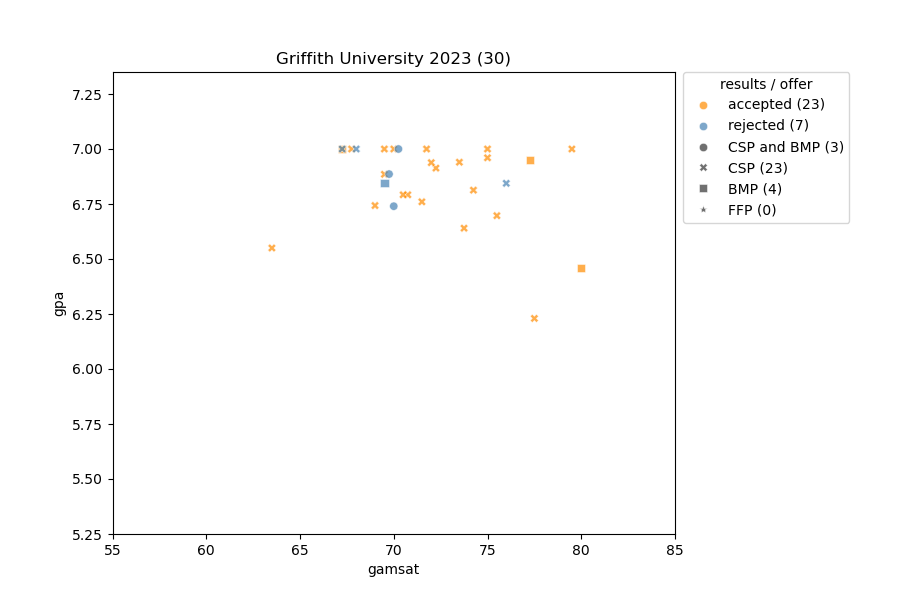 Griffith University 2023 (30)
results / offer
accepted (23)
rejected (7)
CSP and BMP (3)
CSP (23)
BMP (4)
FFP (0)
7.25
7.00
6.75
6.50
6.25
6.00
5.75
5.50
5.25
gpa
55 60 65 70 75 80 85
gamsat